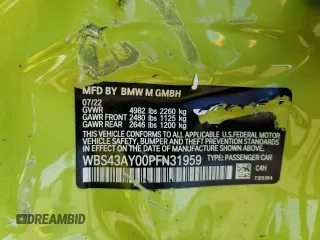 MFD BY BMW M GMBH
07/22
GVWR 4982 lbs 2260 kg
GAWR FRONT 2480 lbs 1125 kg
GAWR REAR 2646 lbs 1200 kg
THIS VEHICLE CONFORMS TO ALL APPLICABLE U.S. FEDERAL MOTOR
VEHICLE SAFETY, BUMPER, AND THEFT PREVENTION
STANDARDS IN EFFECT ON THE DATE OF MANUFACTURE SHOWN ABOVE.
WBS43AY00PFN31959 TYPE: PASSENGER CAR
C4H
DREAMBID